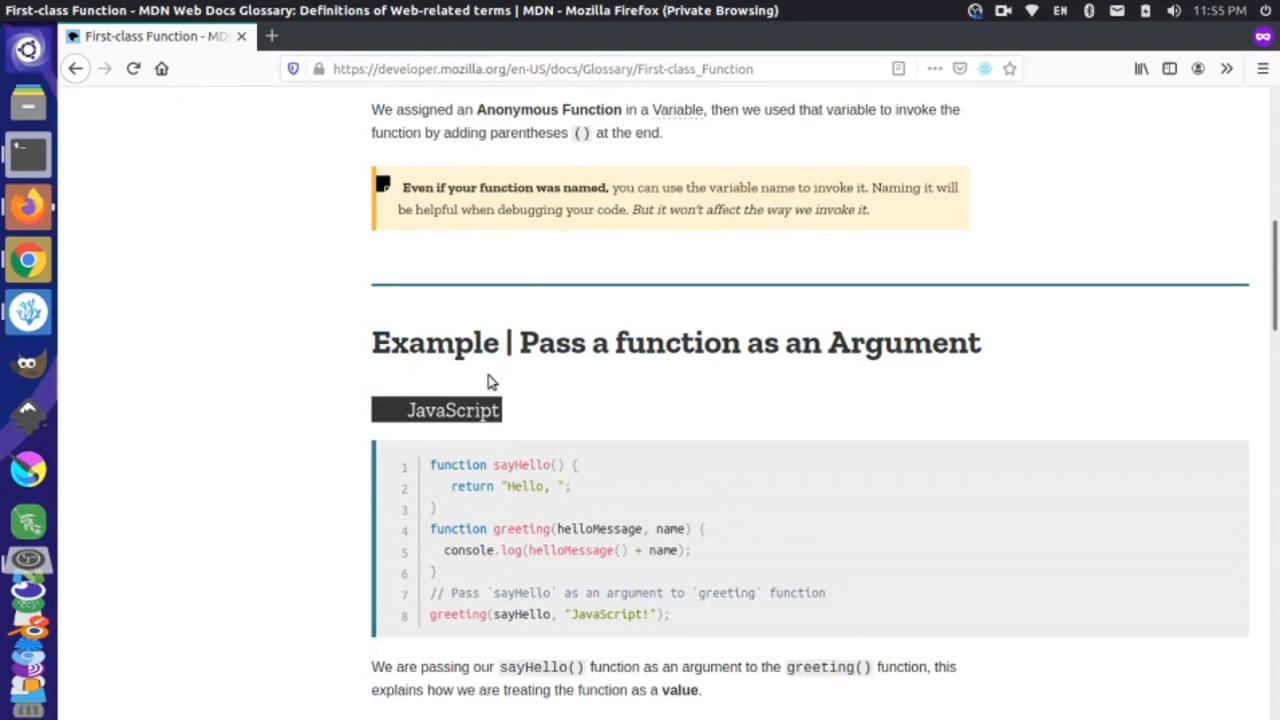 First-class Function - MDN Web Docs Glossary: Definitions of Web-related terms | MDN - Mozilla Firefox (Private Browsing)
EN
11:55 PM
First-class Function - MD
https://developer.mozilla.org/en-US/docs/Glossary/First-class_Function
We assigned an Anonymous Function in a Variable, then we used that variable to invoke the
function by adding parentheses () at the end.
Even if your function was named, you can use the variable name to invoke it. Naming it will
be helpful when debugging your code. But it won't affect the way we invoke it.
Example | Pass a function as an Argument
JavaScript
1 function sayHello() {
2 return "Hello, ";
3 }
4 function greeting(helloMessage, name) {
5 console.log(helloMessage() + name);
6 }
7 // Pass `sayHello` as an argument to `greeting` function
8 greeting(sayHello, "JavaScript!");
We are passing our sayHello() function as an argument to the greeting() function, this
explains how we are treating the function as a value.